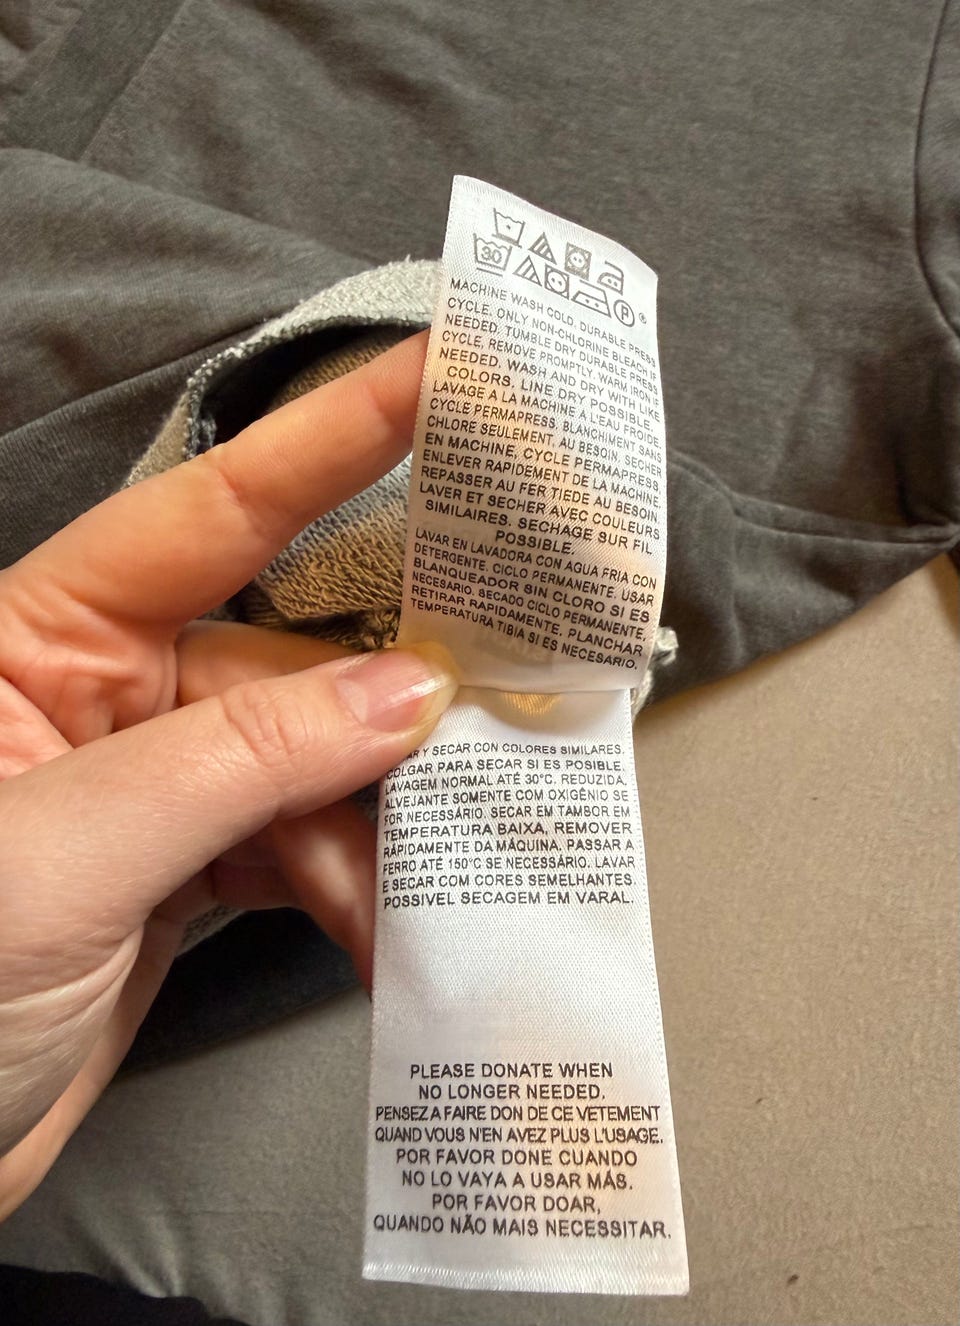 30
P ®
MACHINE WASH COLD, DURABLE PRESS
CYCLE. ONLY NON-CHLORINE BLEACH IF
NEEDED. TUMBLE DRY DURABLE PRESS
CYCLE, REMOVE PROMPTLY, WARM IRON IF
NEEDED. WASH AND DRY WITH LIKE
COLORS. LINE DRY POSSIBLE.
LAVAGE A LA MACHINE À L'EAU FROIDE,
CYCLE PERMAPRESS. BLANCHIMENT SANS
CHLORE SEULEMENT, AU BESOIN. SECHER
EN MACHINE, CYCLE PERMAPRESS,
ENLEVER RAPIDEMENT DE LA MACHINE,
REPASSER AU FER TIEDE AU BESOIN.
LAVER ET SECHER AVEC COULEURS
SIMILAIRES. SECHAGE SUR FIL
POSSIBLE.
LAVAR EN LAVADORA CON AGUA FRIA CON
DETERGENTE. CICLO PERMANENTE. USAR
BLANQUEADOR SIN CLORO SI ES
NECESARIO. SECADO CICLO PERMANENTE,
RETIRAR RAPIDAMENTE, PLANCHAR
TEMPERATURA TIBIA SI ES NECESARIO.
Y SECAR CON COLORES SIMILARES.
COLGAR PARA SECAR SI ES POSIBLE.
LAVAGEM NORMAL ATÉ 30°C. REDUZIDA.
ALVEJANTE SOMENTE COM OXIGÊNIO SE
FOR NECESSÁRIO. SECAR EM TAMBOR EM
TEMPERATURA BAIXA, REMOVER
RÁPIDAMENTE DA MÁQUINA. PASSAR A
FERRO ATÉ 150°C SE NECESSÁRIO. LAVAR
E SECAR COM CORES SEMELHANTES.
POSSIVEL SECAGEM EM VARAL.
PLEASE DONATE WHEN
NO LONGER NEEDED.
PENSEZ A FAIRE DON DE CE VETEMENT
QUAND VOUS N'EN AVEZ PLUS L'USAGE.
POR FAVOR DONE CUANDO
NO LO VAYA A USAR MÁS.
POR FAVOR DOAR,
QUANDO NÃO MAIS NECESSITAR.